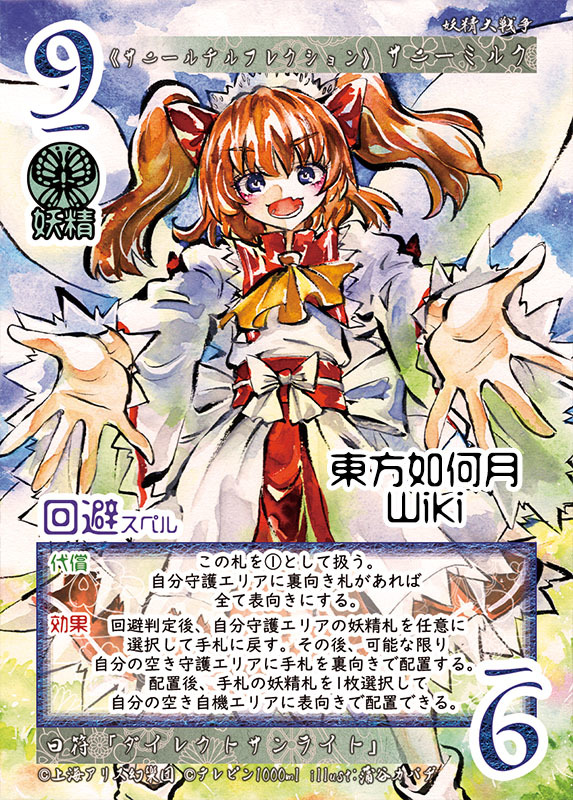 妖精大戦争
9
《サニールチルフレクション》 サニーミルク
妖精
東方如何月
Wiki
回避スペル
代償
この札を①として扱う。
自分守護エリアに裏向き札があれば
全て表向きにする。
効果
回避判定後、自分守護エリアの妖精札を任意に
選択して手札に戻す。その後、可能な限り
自分の空き守護エリアに手札を裏向きで配置する。
配置後、手札の妖精札を1枚選択して
自分の空き自機エリアに表向きで配置できる。
6
日符「ダイレクトサンライト」
©上海アリス幻樂団 ©テレビン1000ml illust:蒲谷カバヂ